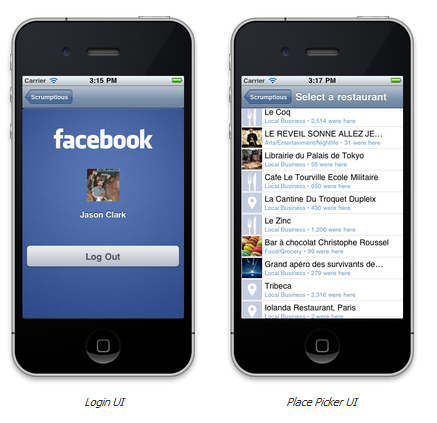 Carrier 3:15 PM
Scrumptious
facebook
Jason Clark
Log Out
Login UI
Carrier 3:17 PM
Scrumptious Select a restaurant
Le Coq
Local Business • 2,514 were here
LE REVEIL SONNE ALLEZ JE...
Arts/Entertainment/Nightlife • 31 were here
Librairie du Palais de Tokyo
Local Business • 55 were here
Cafe Le Tourville Ecole Militaire
Local Business • 650 were here
La Cantine Du Troquet Dupleix
Local Business • 430 were here
Le Zinc
Local Business • 1,206 were here
Bar à chocolat Christophe Roussel
Food/Grocery • 99 were here
Grand apéro des survivants de...
Local Business • 279 were here
Tribeca
Local Business • 2,316 were here
Iolanda Restaurant, Paris
Local Business • 2 were here
Place Picker UI